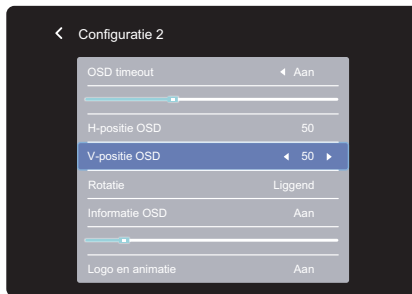 Configuratie 2
OSD timeout Aan
H-positie OSD 50
V-positie OSD 50
Rotatie Liggend
Informatie OSD Aan
Logo en animatie Aan